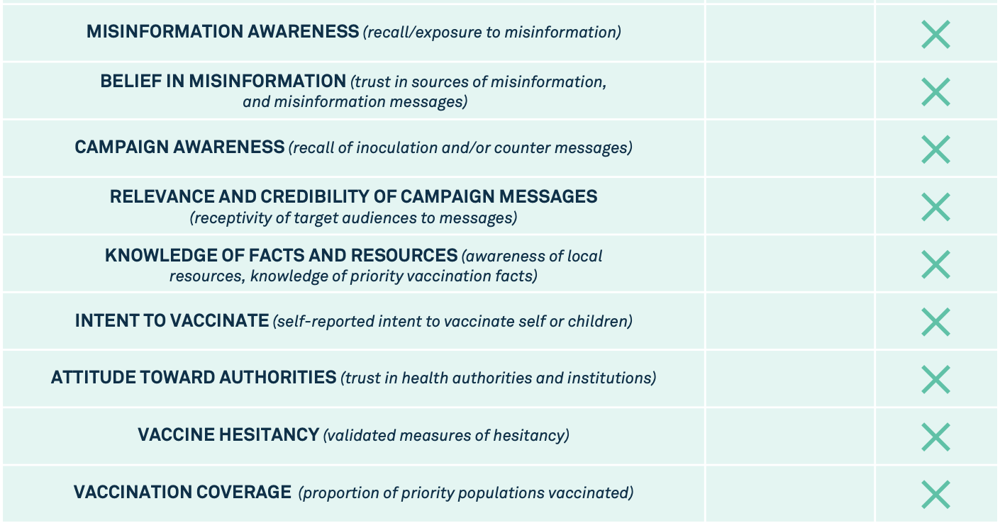 MISINFORMATION AWARENESS (recall/exposure to misinformation)
BELIEF IN MISINFORMATION (trust in sources of misinformation,
and misinformation messages)
CAMPAIGN AWARENESS (recall of inoculation and/or counter messages)
RELEVANCE AND CREDIBILITY OF CAMPAIGN MESSAGES
(receptivity of target audiences to messages)
KNOWLEDGE OF FACTS AND RESOURCES (awareness of local
resources, knowledge of priority vaccination facts)
INTENT TO VACCINATE (self-reported intent to vaccinate self or children)
ATTITUDE TOWARD AUTHORITIES (trust in health authorities and institutions)
VACCINE HESITANCY (validated measures of hesitancy)
VACCINATION COVERAGE (proportion of priority populations vaccinated)